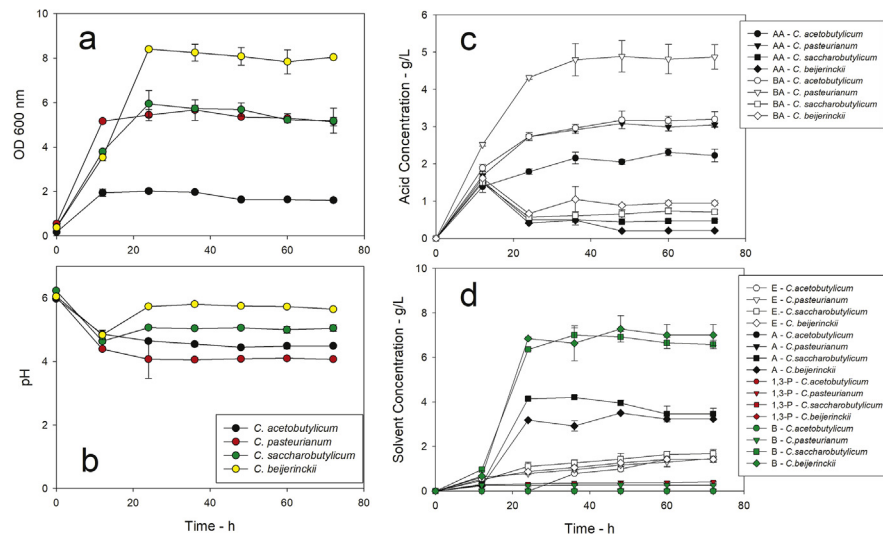 a
10
8
6
4
2
0
OD 600 nm
0 20 40 60 80
c
6
5
4
3
2
1
0
Acid Concentration - g/L
0 20 40 60 80
AA - C. acetobutylicum
AA - C. pasteurianum
AA - C. saccharobutylicum
AA - C. beijerinckii
BA - C. acetobutylicum
BA - C. pasteurianum
BA - C. saccharobutylicum
BA - C. beijerinckii
b
6
4
2
0
pH
C. acetobutylicum
C. pasteurianum
C. saccharobutylicum
C. beijerinckii
0 20 40 60 80
Time - h
d
10
8
6
4
2
0
Solvent Concentration - g/L
0 20 40 60 80
Time - h
E - C.acetobutylicum
E - C.pasteurianum
E - C.saccharobutylicum
E - C. beijerinckii
A - C.acetobutylicum
A - C.pasteurianum
A - C.saccharobutylicum
A - C.beijerinckii
1,3-P - C.acetobutylicum
1,3-P - C.pasteurianum
1,3-P - C.saccharobutylicum
1,3-P - C.beijerinckii
B - C.acetobutylicum
B - C.pasteurianum
B - C.saccharobutylicum
B - C.beijerinckii